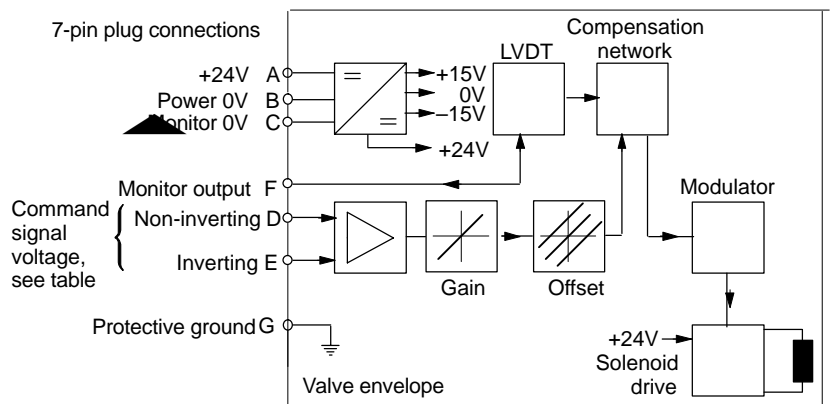 7-pin plug connections
+24V A
Power 0V B
Monitor 0V C
+15V
0V
–15V
+24V
LVDT
Compensation
network
Monitor output F
Command
signal
voltage,
see table
Non-inverting D
Inverting E
Gain
Offset
Modulator
Protective ground G
+24V
Solenoid
drive
Valve envelope